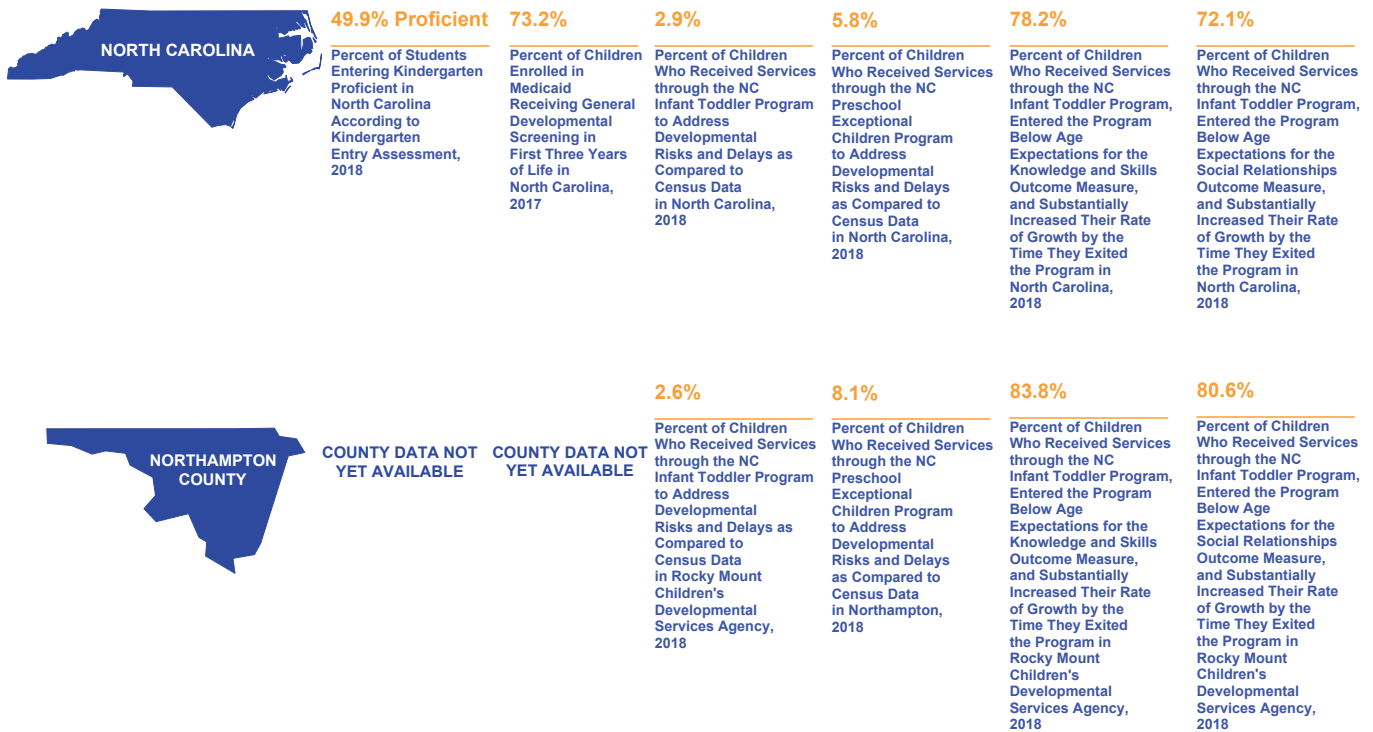 NORTH CAROLINA
49.9% Proficient
Percent of Students
Entering Kindergarten
Proficient in
North Carolina
According to
Kindergarten
Entry Assessment,
2018
73.2%
Percent of Children
Enrolled in
Medicaid
Receiving General
Developmental
Screening in
First Three Years
of Life in
North Carolina,
2017
2.9%
Percent of Children
Who Received Services
through the NC
Infant Toddler Program
to Address
Developmental
Risks and Delays as
Compared to
Census Data
in North Carolina,
2018
5.8%
Percent of Children
Who Received Services
through the NC
Preschool
Exceptional
Children Program
to Address
Developmental
Risks and Delays
as Compared to
Census Data
in North Carolina,
2018
78.2%
Percent of Children
Who Received Services
through the NC
Infant Toddler Program,
Entered the Program
Below Age
Expectations for the
Knowledge and Skills
Outcome Measure,
and Substantially
Increased Their Rate
of Growth by the
Time They Exited
the Program in
North Carolina,
2018
72.1%
Percent of Children
Who Received Services
through the NC
Infant Toddler Program,
Entered the Program
Below Age
Expectations for the
Social Relationships
Outcome Measure,
and Substantially
Increased Their Rate
of Growth by the
Time They Exited
the Program in
North Carolina,
2018
NORTHAMPTON
COUNTY
COUNTY DATA NOT
YET AVAILABLE
COUNTY DATA NOT
YET AVAILABLE
2.6%
Percent of Children
Who Received Services
through the NC
Infant Toddler Program
to Address
Developmental
Risks and Delays as
Compared to
Census Data
in Rocky Mount
Children's
Developmental
Services Agency,
2018
8.1%
Percent of Children
Who Received Services
through the NC
Preschool
Exceptional
Children Program
to Address
Developmental
Risks and Delays
as Compared to
Census Data
in Northampton,
2018
83.8%
Percent of Children
Who Received Services
through the NC
Infant Toddler Program,
Entered the Program
Below Age
Expectations for the
Knowledge and Skills
Outcome Measure,
and Substantially
Increased Their Rate
of Growth by the
Time They Exited
the Program in
Rocky Mount
Children's
Developmental
Services Agency,
2018
80.6%
Percent of Children
Who Received Services
through the NC
Infant Toddler Program,
Entered the Program
Below Age
Expectations for the
Social Relationships
Outcome Measure,
and Substantially
Increased Their Rate
of Growth by the
Time They Exited
the Program in
Rocky Mount
Children's
Developmental
Services Agency,
2018